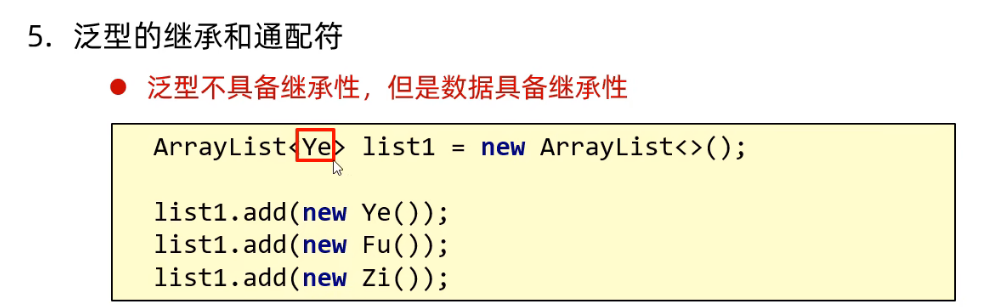 5. 泛型的继承和通配符
● 泛型不具备继承性，但是数据具备继承性
ArrayList<Ye> list1 = new ArrayList<>();
list1.add(new Ye());
list1.add(new Fu());
list1.add(new Zi());